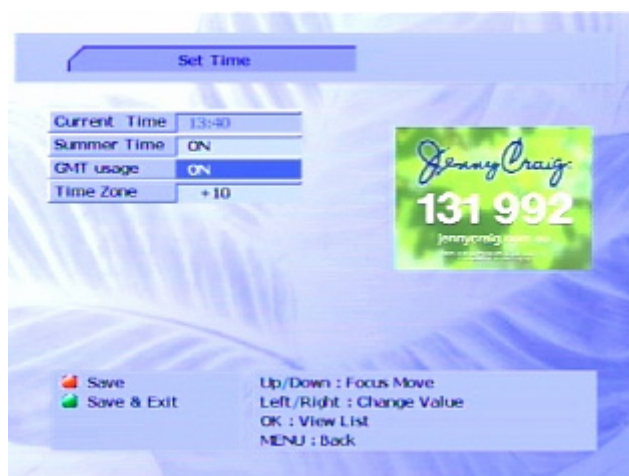 Set Time
Current Time 13:40
Summer Time ON
GMT usage ON
Time Zone +10
Jenny Craig
131 992
jennycraig.com.au
Save
Save & Exit
Up/Down : Focus Move
Left/Right : Change Value
OK : View List
MENU : Back